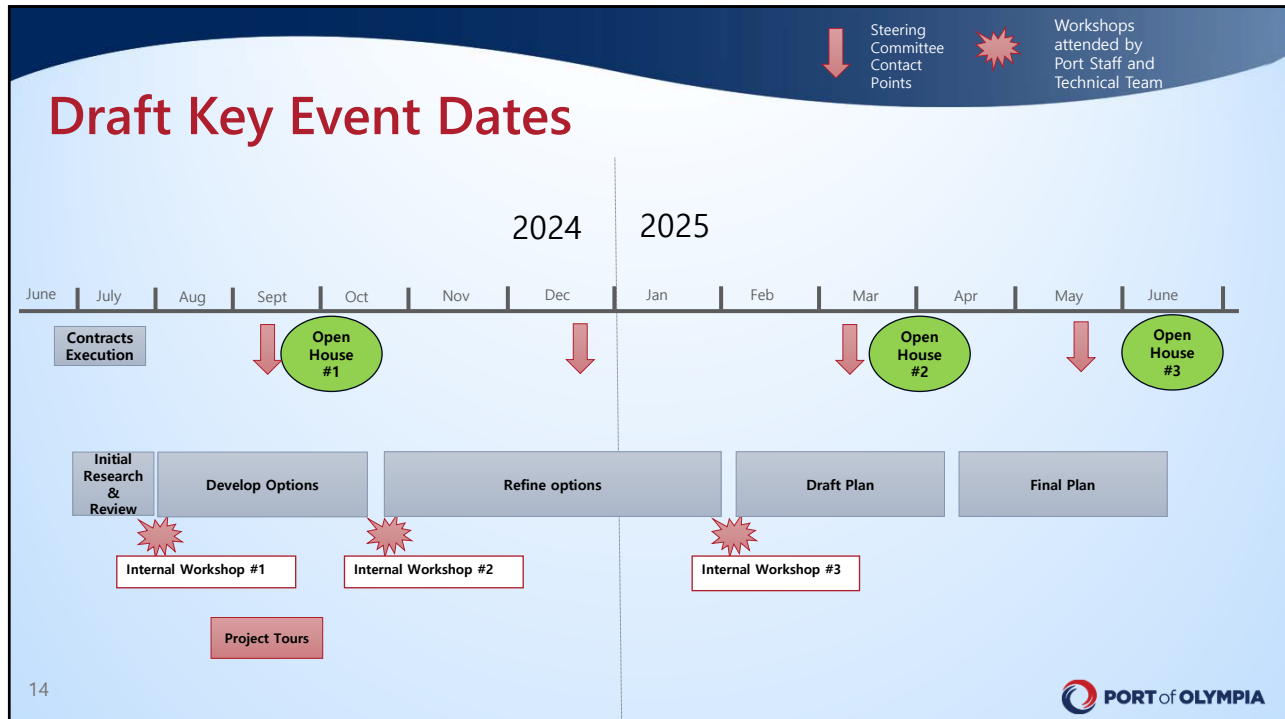 Steering
Committee
Contact
Points
Workshops
attended by
Port Staff and
Technical Team
Draft Key Event Dates
2024
2025
June
July
Aug
Sept
Oct
Nov
Dec
Jan
Feb
Mar
Apr
May
June
Contracts
Execution
Open
House
#1
Open
House
#2
Open
House
#3
Initial
Research
&
Review
Develop Options
Refine options
Draft Plan
Final Plan
Internal Workshop #1
Internal Workshop #2
Internal Workshop #3
Project Tours
14
PORT of OLYMPIA